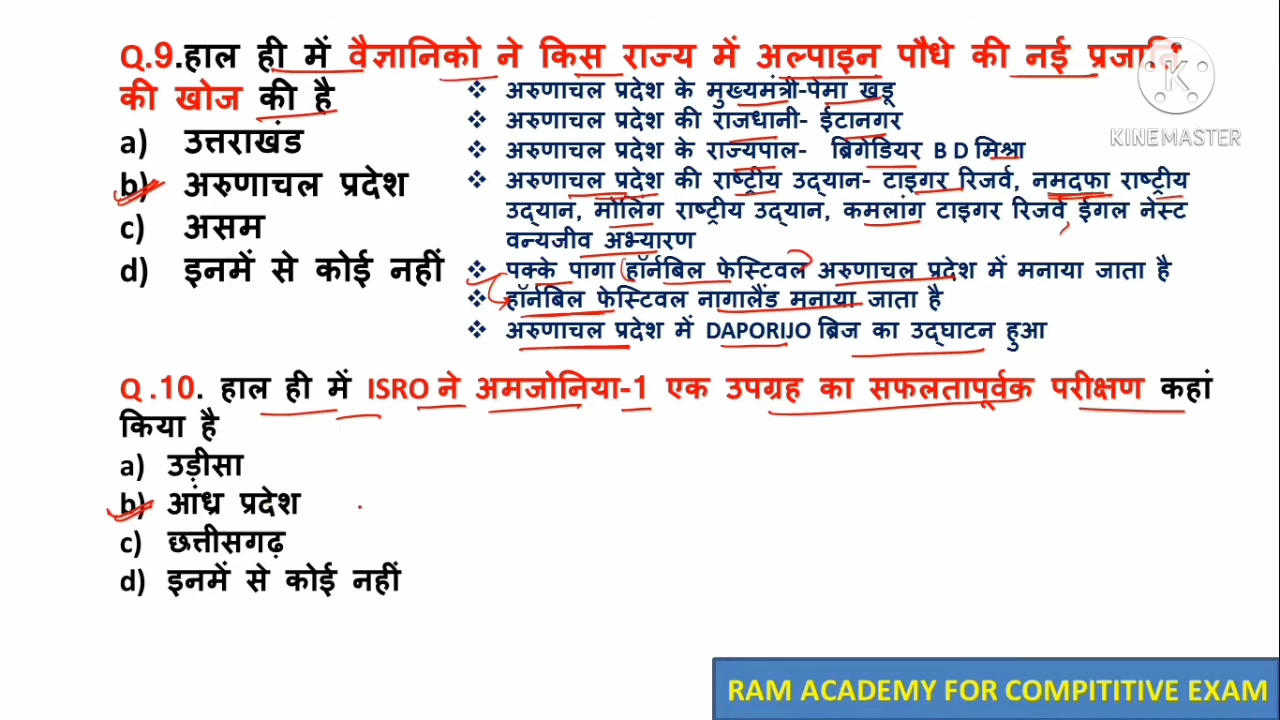 Q.9.हाल ही में वैज्ञानिको ने किस राज्य में अल्पाइन पौधे की नई प्रजाति
की खोज की है
a) उत्तराखंड
b) अरुणाचल प्रदेश
c) असम
d) इनमें से कोई नहीं
❖ अरुणाचल प्रदेश के मुख्यमंत्री-पेमा खडू
❖ अरुणाचल प्रदेश की राजधानी- ईटानगर
❖ अरुणाचल प्रदेश के राज्यपाल- ब्रिगेडियर B D मिश्रा
❖ अरुणाचल प्रदेश की राष्ट्रीय उद्यान- टाइगर रिजर्व, नमदफा राष्ट्रीय
उद्यान, मोलिंग राष्ट्रीय उद्यान, कमलांग टाइगर रिजर्व, ईगल नेस्ट
वन्यजीव अभ्यारण
❖ पक्के पागा हॉर्नबिल फेस्टिवल अरुणाचल प्रदेश में मनाया जाता है
❖ हॉर्नबिल फेस्टिवल नागालैंड मनाया जाता है
❖ अरुणाचल प्रदेश में DAPORIJO ब्रिज का उद्घाटन हुआ
K
KINEMASTER
Q.10. हाल ही में ISRO ने अमजोनिया-1 एक उपग्रह का सफलतापूर्वक परीक्षण कहां
किया है
a) उड़ीसा
b) आंध्र प्रदेश
c) छत्तीसगढ़
d) इनमें से कोई नहीं
RAM ACADEMY FOR COMPITITIVE EXAM